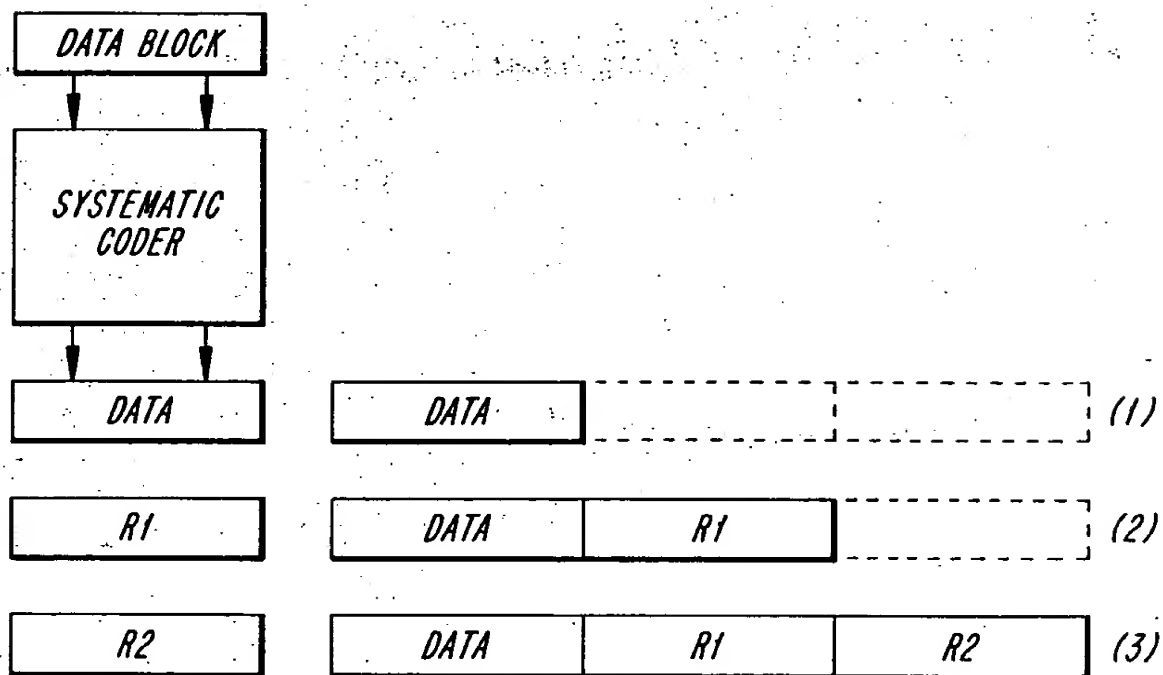 DATA BLOCK
SYSTEMATIC
CODER
DATA DATA (1)
R1 DATA R1 (2)
R2 DATA R1 R2 (3)